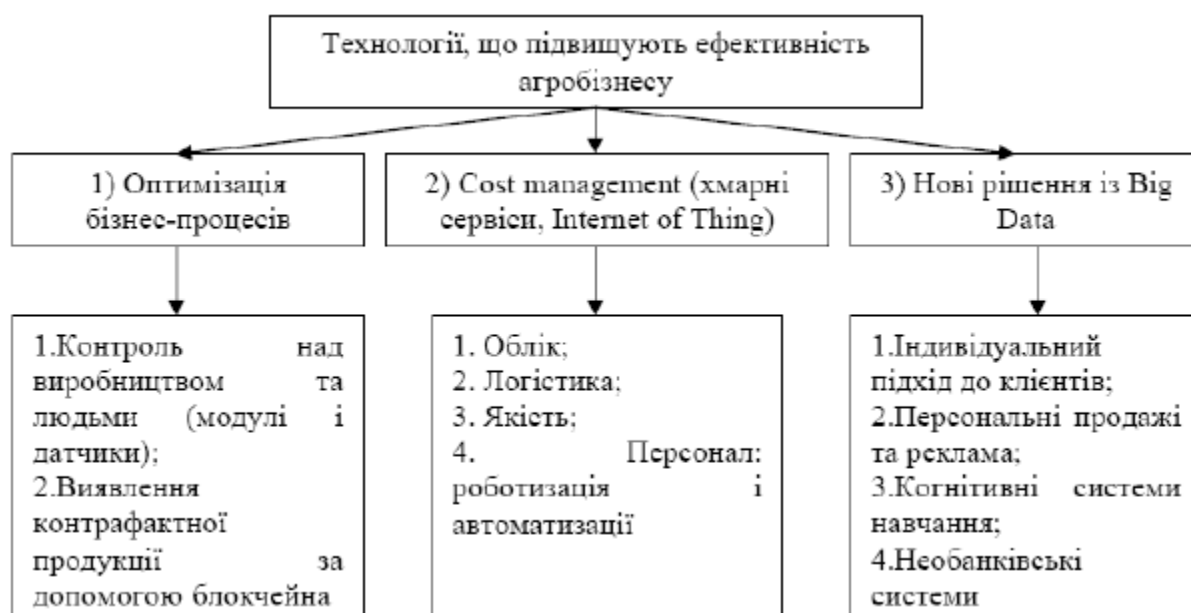 Технології, що підвищують ефективність
агробізнесу
1) Оптимізація
бізнес-процесів
2) Cost management (хмарні
сервіси, Internet of Thing)
3) Нові рішення із Big
Data
1.Контроль над
виробництвом та
людьми (модулі і
датчики);
2.Виявлення
контрафактної
продукції за
допомогою блокчейна
1. Облік;
2. Логістика;
3. Якість;
4. Персонал:
роботизація і
автоматизації
1.Індивідуальний
підхід до клієнтів;
2.Персональні продажі
та реклама;
3.Когнітивні системи
навчання;
4.Необанківські
системи